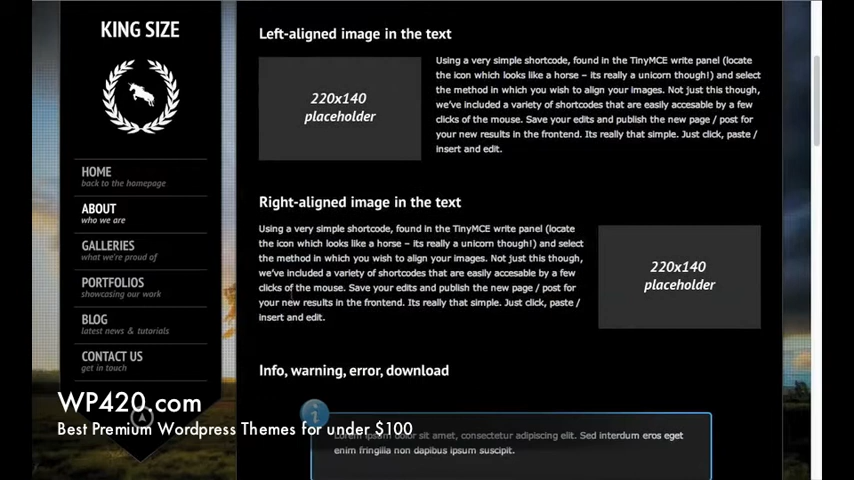 KING SIZE
HOME
back to the homepage
ABOUT
who we are
GALLERIES
what we're proud of
PORTFOLIOS
showcasing our work
BLOG
latest news & tutorials
CONTACT US
get in touch
Left-aligned image in the text
220x140
placeholder
Using a very simple shortcode, found in the TinyMCE write panel (locate
the icon which looks like a horse – its really a unicorn though!) and select
the method in which you wish to align your images. Not just this though,
we've included a variety of shortcodes that are easily accesable by a few
clicks of the mouse. Save your edits and publish the new page / post for
your new results in the frontend. Its really that simple. Just click, paste /
insert and edit.
Right-aligned image in the text
Using a very simple shortcode, found in the TinyMCE write panel (locate
the icon which looks like a horse – its really a unicorn though!) and select
the method in which you wish to align your images. Not just this though,
we've included a variety of shortcodes that are easily accesable by a few
clicks of the mouse. Save your edits and publish the new page / post for
your new results in the frontend. Its really that simple. Just click, paste /
insert and edit.
220x140
placeholder
Info, warning, error, download
i
Lorem ipsum dolor sit amet, consectetur adipiscing elit. Sed interdum eros eget
enim fringilla non dapibus ipsum suscipit.
WP420.com
Best Premium Wordpress Themes for under $100